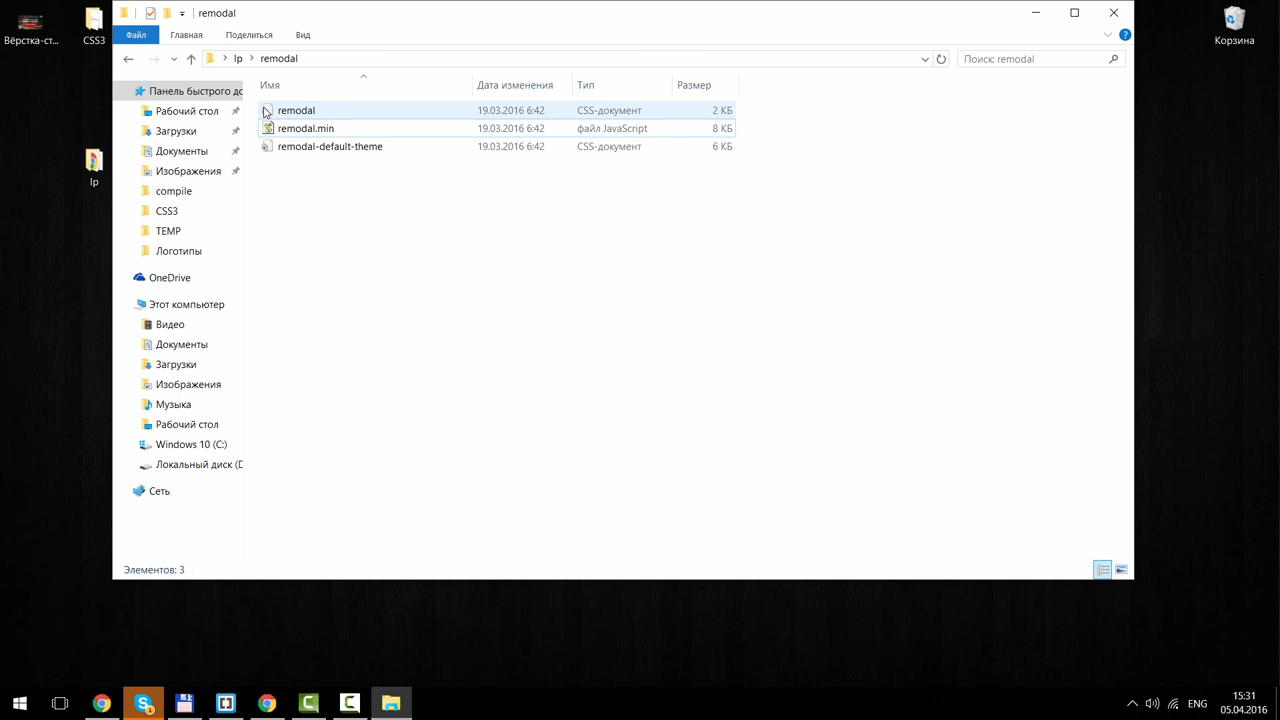 remodal
Файл Главная Поделиться Вид
lp remodal
Поиск: remodal
Имя Дата изменения Тип Размер
remodal 19.03.2016 6:42 CSS-документ 2 КБ
remodal.min 19.03.2016 6:42 файл JavaScript 8 КБ
remodal-default-theme 19.03.2016 6:42 CSS-документ 6 КБ
Панель быстрого дс
Рабочий стол
Загрузки
Документы
Изображения
compile
CSS3
TEMP
Логотипы
OneDrive
Этот компьютер
Видео
Документы
Загрузки
Изображения
Музыка
Рабочий стол
Windows 10 (C:)
Локальный диск (D
Сеть
Элементов: 3
Вёрстка-ст...
CSS3
lp
Корзина
ENG
15:31
05.04.2016